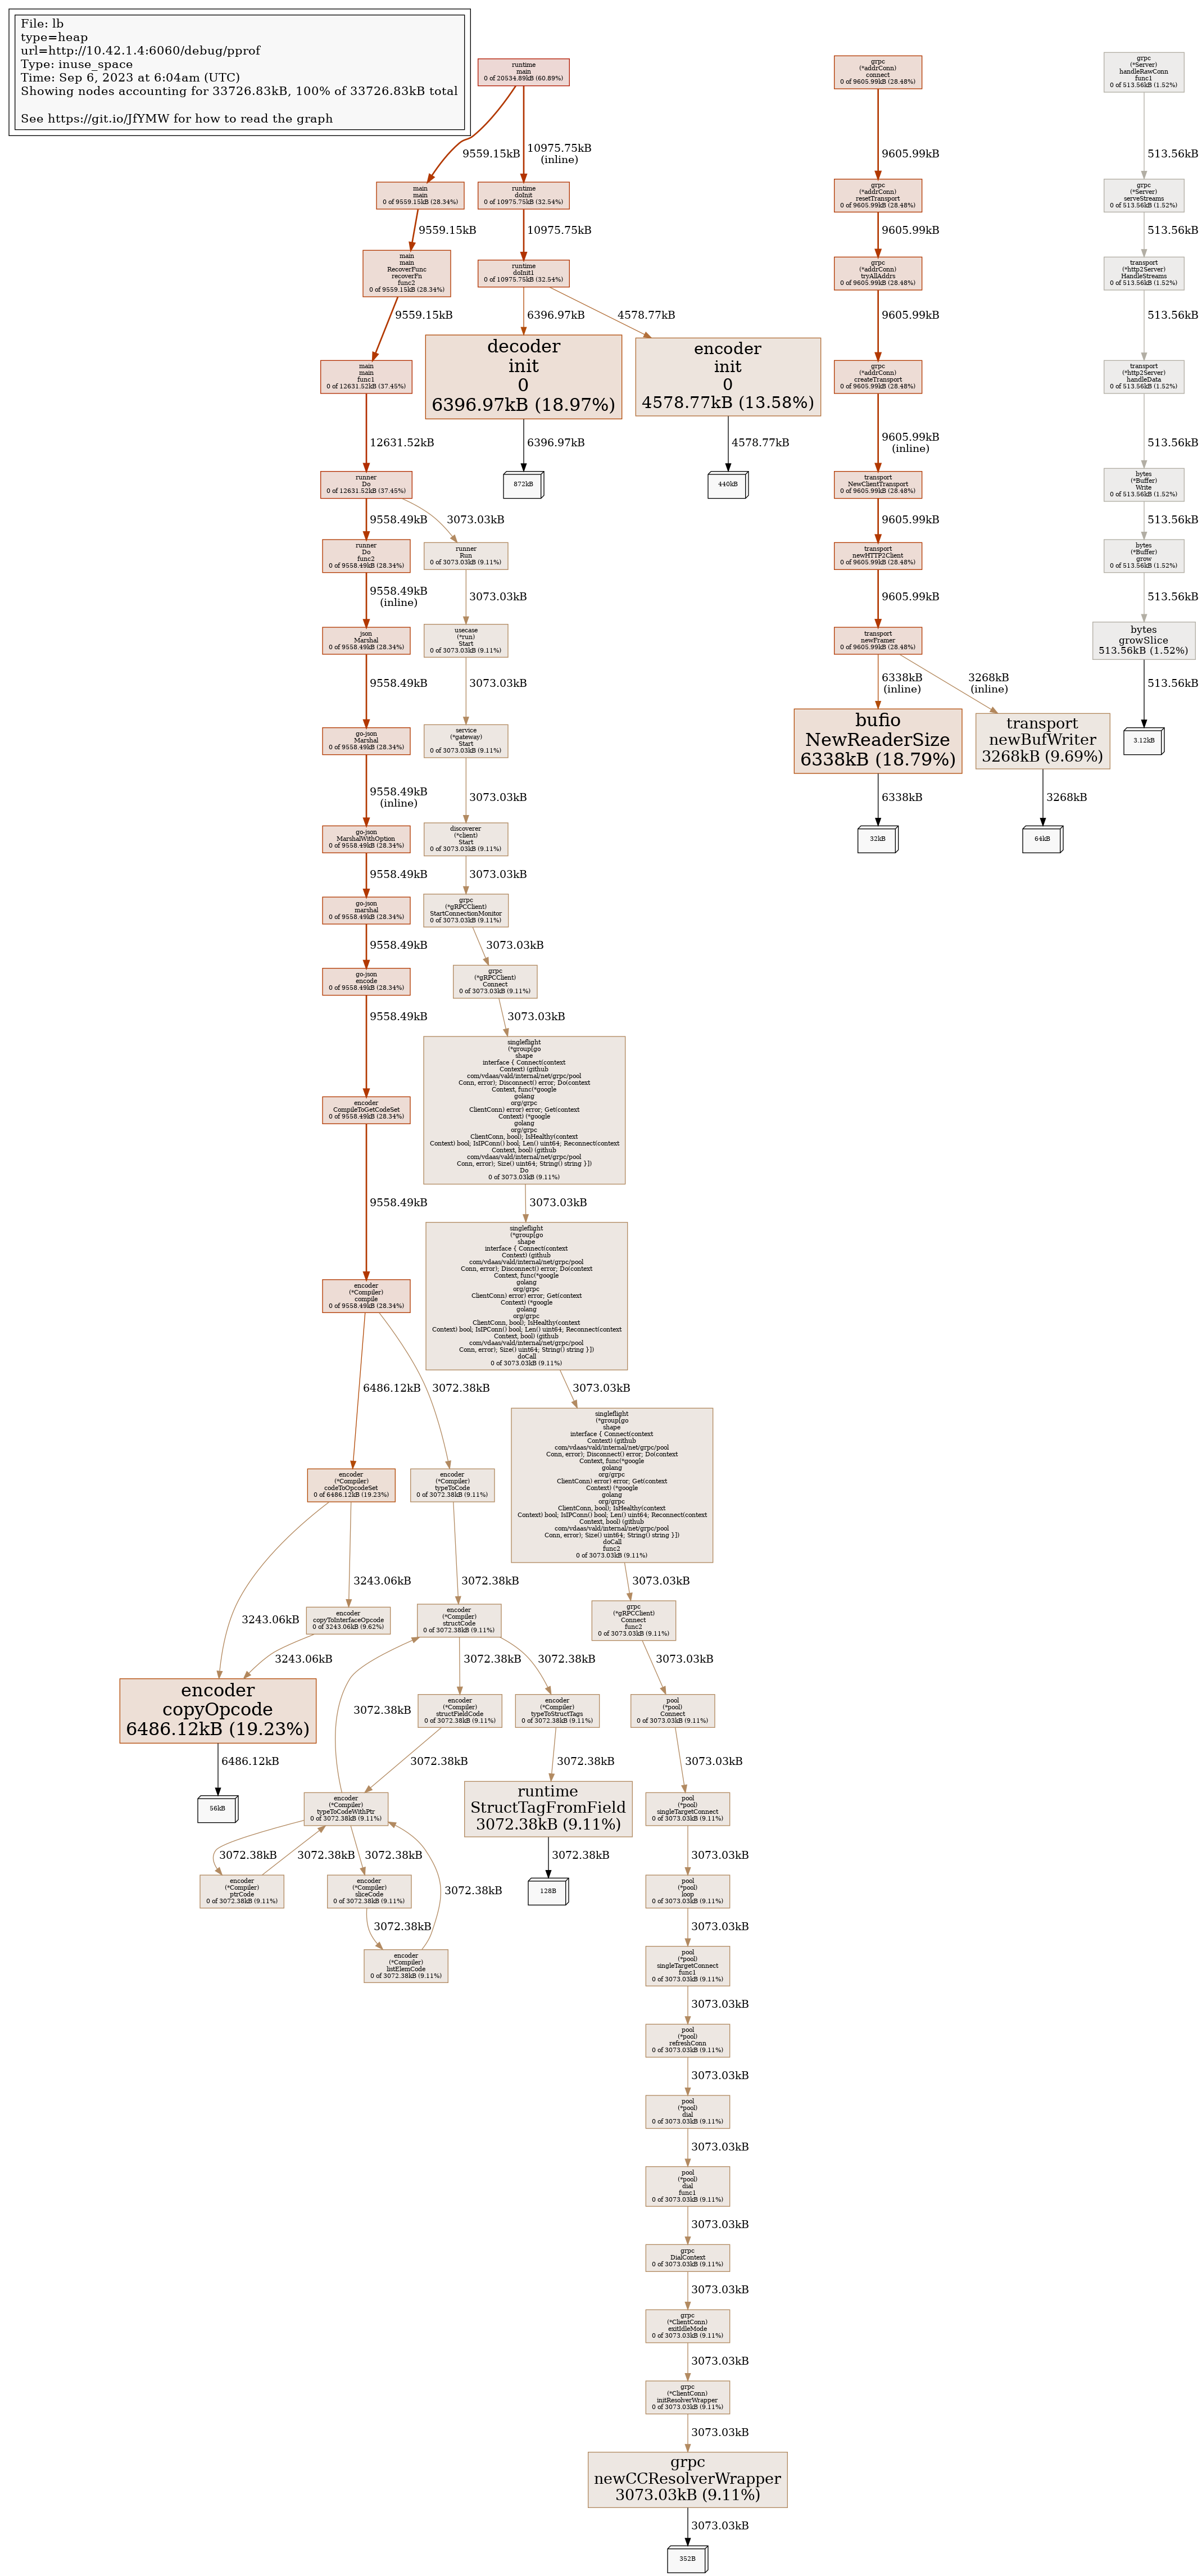 File: lb
type=heap
url=http://10.42.1.4:6060/debug/pprof
Type: inuse_space
Time: Sep 6, 2023 at 6:04am (UTC)
Showing nodes accounting for 33726.83kB, 100% of 33726.83kB total
See https://git.io/JfYMW for how to read the graph
runtime
main
0 of 20534.89kB (60.89%)
9559.15kB
10975.75kB
(inline)
main
main
0 of 9559.15kB (28.34%)
runtime
doInit
0 of 10975.75kB (32.54%)
9559.15kB
10975.75kB
main
main
RecoverFunc
recoverFn
func2
0 of 9559.15kB (28.34%)
runtime
doInit1
0 of 10975.75kB (32.54%)
9559.15kB
6396.97kB
4578.77kB
main
main
func1
0 of 12631.52kB (37.45%)
decoder
init
0
6396.97kB (18.97%)
encoder
init
0
4578.77kB (13.58%)
12631.52kB
6396.97kB
4578.77kB
runner
Do
0 of 12631.52kB (37.45%)
872kB
440kB
9558.49kB
3073.03kB
runner
Do
func2
0 of 9558.49kB (28.34%)
runner
Run
0 of 3073.03kB (9.11%)
9558.49kB
(inline)
3073.03kB
json
Marshal
0 of 9558.49kB (28.34%)
usecase
(*run)
Start
0 of 3073.03kB (9.11%)
9558.49kB
3073.03kB
go-json
Marshal
0 of 9558.49kB (28.34%)
service
(*gateway)
Start
0 of 3073.03kB (9.11%)
9558.49kB
(inline)
3073.03kB
go-json
MarshalWithOption
0 of 9558.49kB (28.34%)
discoverer
(*client)
Start
0 of 3073.03kB (9.11%)
9558.49kB
3073.03kB
go-json
marshal
0 of 9558.49kB (28.34%)
grpc
(*gRPCClient)
StartConnectionMonitor
0 of 3073.03kB (9.11%)
9558.49kB
3073.03kB
go-json
encode
0 of 9558.49kB (28.34%)
grpc
(*gRPCClient)
Connect
0 of 3073.03kB (9.11%)
9558.49kB
3073.03kB
encoder
CompileToGetCodeSet
0 of 9558.49kB (28.34%)
singleflight
(*group[go
shape
interface { Connect(context
Context) (github
com/vdaas/vald/internal/net/grpc/pool
Conn, error); Disconnect() error; Do(context
Context, func(*google
golang
org/grpc
ClientConn) error) error; Get(context
Context) (*google
golang
org/grpc
ClientConn, bool); IsHealthy(context
Context) bool; IsIPConn() bool; Len() uint64; Reconnect(context
Context, bool) (github
com/vdaas/vald/internal/net/grpc/pool
Conn, error); Size() uint64; String() string }])
Do
0 of 3073.03kB (9.11%)
9558.49kB
3073.03kB
encoder
(*Compiler)
compile
0 of 9558.49kB (28.34%)
singleflight
(*group[go
shape
interface { Connect(context
Context) (github
com/vdaas/vald/internal/net/grpc/pool
Conn, error); Disconnect() error; Do(context
Context, func(*google
golang
org/grpc
ClientConn) error) error; Get(context
Context) (*google
golang
org/grpc
ClientConn, bool); IsHealthy(context
Context) bool; IsIPConn() bool; Len() uint64; Reconnect(context
Context, bool) (github
com/vdaas/vald/internal/net/grpc/pool
Conn, error); Size() uint64; String() string }])
doCall
0 of 3073.03kB (9.11%)
6486.12kB
3072.38kB
3073.03kB
encoder
(*Compiler)
codeToOpcodeSet
0 of 6486.12kB (19.23%)
encoder
(*Compiler)
typeToCode
0 of 3072.38kB (9.11%)
singleflight
(*group[go
shape
interface { Connect(context
Context) (github
com/vdaas/vald/internal/net/grpc/pool
Conn, error); Disconnect() error; Do(context
Context, func(*google
golang
org/grpc
ClientConn) error) error; Get(context
Context) (*google
golang
org/grpc
ClientConn, bool); IsHealthy(context
Context) bool; IsIPConn() bool; Len() uint64; Reconnect(context
Context, bool) (github
com/vdaas/vald/internal/net/grpc/pool
Conn, error); Size() uint64; String() string }])
doCall
func2
0 of 3073.03kB (9.11%)
3243.06kB
3243.06kB
3072.38kB
3073.03kB
encoder
copyToInterfaceOpcode
0 of 3243.06kB (9.62%)
encoder
(*Compiler)
structCode
0 of 3072.38kB (9.11%)
grpc
(*gRPCClient)
Connect
func2
0 of 3073.03kB (9.11%)
3243.06kB
3072.38kB
3072.38kB
3073.03kB
encoder
copyOpcode
6486.12kB (19.23%)
3072.38kB
encoder
(*Compiler)
structFieldCode
0 of 3072.38kB (9.11%)
encoder
(*Compiler)
typeToStructTags
0 of 3072.38kB (9.11%)
pool
(*pool)
Connect
0 of 3073.03kB (9.11%)
6486.12kB
3072.38kB
3072.38kB
3073.03kB
56kB
encoder
(*Compiler)
typeToCodeWithPtr
0 of 3072.38kB (9.11%)
runtime
StructTagFromField
3072.38kB (9.11%)
pool
(*pool)
singleTargetConnect
0 of 3073.03kB (9.11%)
3072.38kB
3072.38kB
3072.38kB
3072.38kB
3072.38kB
3073.03kB
encoder
(*Compiler)
ptrCode
0 of 3072.38kB (9.11%)
encoder
(*Compiler)
sliceCode
0 of 3072.38kB (9.11%)
128B
pool
(*pool)
loop
0 of 3073.03kB (9.11%)
3072.38kB
3073.03kB
encoder
(*Compiler)
listElemCode
0 of 3072.38kB (9.11%)
pool
(*pool)
singleTargetConnect
func1
0 of 3073.03kB (9.11%)
3073.03kB
pool
(*pool)
refreshConn
0 of 3073.03kB (9.11%)
3073.03kB
pool
(*pool)
dial
0 of 3073.03kB (9.11%)
3073.03kB
pool
(*pool)
dial
func1
0 of 3073.03kB (9.11%)
3073.03kB
grpc
DialContext
0 of 3073.03kB (9.11%)
3073.03kB
grpc
(*ClientConn)
exitIdleMode
0 of 3073.03kB (9.11%)
3073.03kB
grpc
(*ClientConn)
initResolverWrapper
0 of 3073.03kB (9.11%)
3073.03kB
grpc
newCCResolverWrapper
3073.03kB (9.11%)
3073.03kB
352B
grpc
(*addrConn)
connect
0 of 9605.99kB (28.48%)
9605.99kB
grpc
(*addrConn)
resetTransport
0 of 9605.99kB (28.48%)
9605.99kB
grpc
(*addrConn)
tryAllAddrs
0 of 9605.99kB (28.48%)
9605.99kB
grpc
(*addrConn)
createTransport
0 of 9605.99kB (28.48%)
9605.99kB
(inline)
transport
NewClientTransport
0 of 9605.99kB (28.48%)
9605.99kB
transport
newHTTP2Client
0 of 9605.99kB (28.48%)
9605.99kB
transport
newFramer
0 of 9605.99kB (28.48%)
6338kB
(inline)
3268kB
(inline)
bufio
NewReaderSize
6338kB (18.79%)
transport
newBufWriter
3268kB (9.69%)
6338kB
3268kB
32kB
64kB
grpc
(*Server)
handleRawConn
func1
0 of 513.56kB (1.52%)
513.56kB
grpc
(*Server)
serveStreams
0 of 513.56kB (1.52%)
513.56kB
transport
(*http2Server)
HandleStreams
0 of 513.56kB (1.52%)
513.56kB
transport
(*http2Server)
handleData
0 of 513.56kB (1.52%)
513.56kB
bytes
(*Buffer)
Write
0 of 513.56kB (1.52%)
513.56kB
bytes
(*Buffer)
grow
0 of 513.56kB (1.52%)
513.56kB
bytes
growSlice
513.56kB (1.52%)
513.56kB
3.12kB